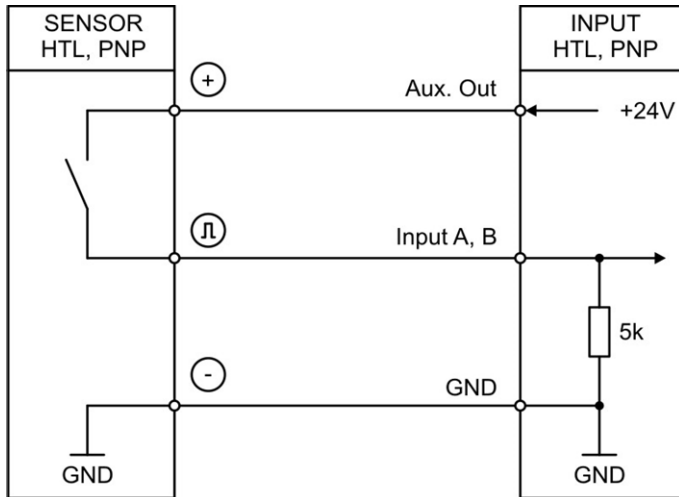 SENSOR
HTL, PNP
INPUT
HTL, PNP
+
Aux. Out
+24V
Input A, B
5k
-
GND
GND
GND